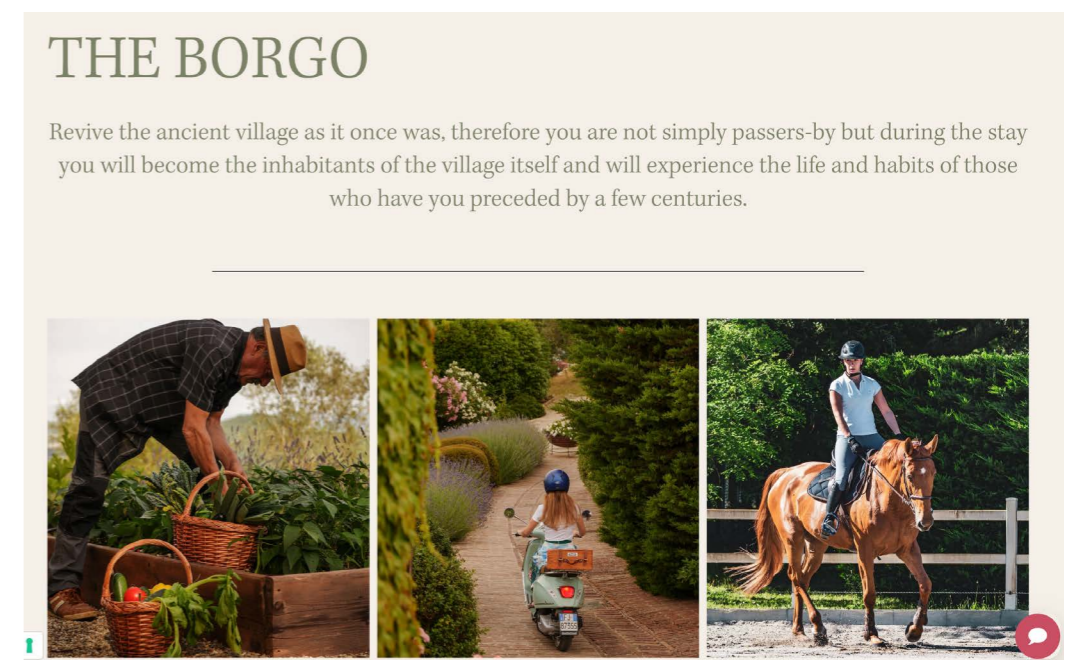 THE BORGO
Revive the ancient village as it once was, therefore you are not simply passers-by but during the stay
you will become the inhabitants of the village itself and will experience the life and habits of those
who have you preceded by a few centuries.